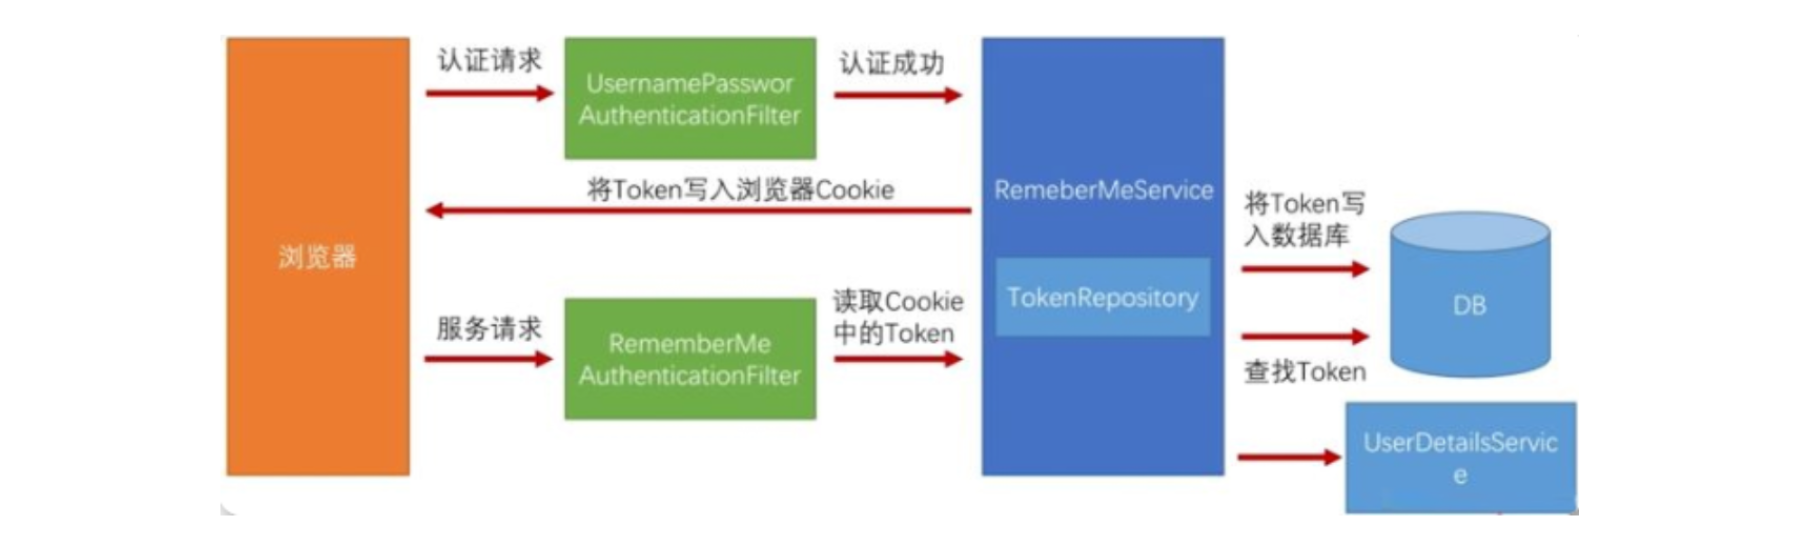 认证请求
UsernamePasswor
AuthenticationFilter
认证成功
将Token写入浏览器Cookie
浏览器
RemeberMeService
TokenRepository
将Token写
入数据库
DB
服务请求
RememberMe
AuthenticationFilter
读取Cookie
中的Token
查找Token
UserDetailsServic
e